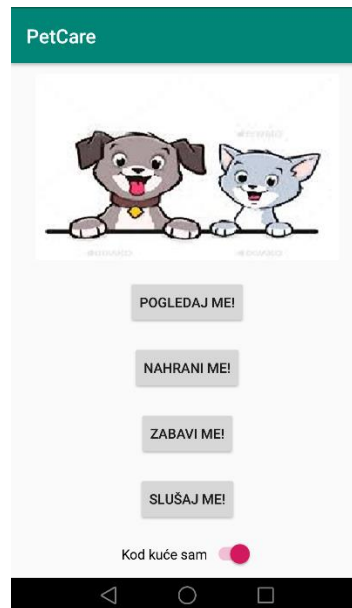 PetCare
POGLEDAJ ME!
NAHRANI ME!
ZABAVI ME!
SLUŠAJ ME!
Kod kuće sam